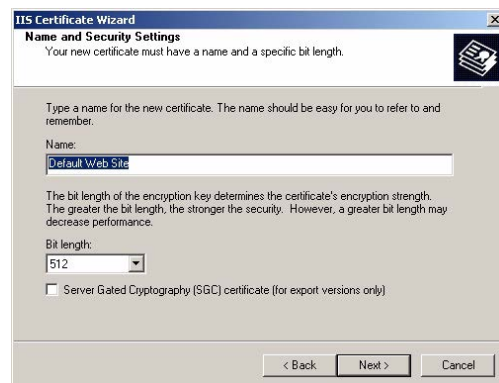 IIS Certificate Wizard
Name and Security Settings
Your new certificate must have a name and a specific bit length.
Type a name for the new certificate. The name should be easy for you to refer to and
remember.
Name:
Default Web Site
The bit length of the encryption key determines the certificate's encryption strength.
The greater the bit length, the stronger the security. However, a greater bit length may
decrease performance.
Bit length:
512
Server Gated Cryptography (SGC) certificate (for export versions only)
< Back Next > Cancel